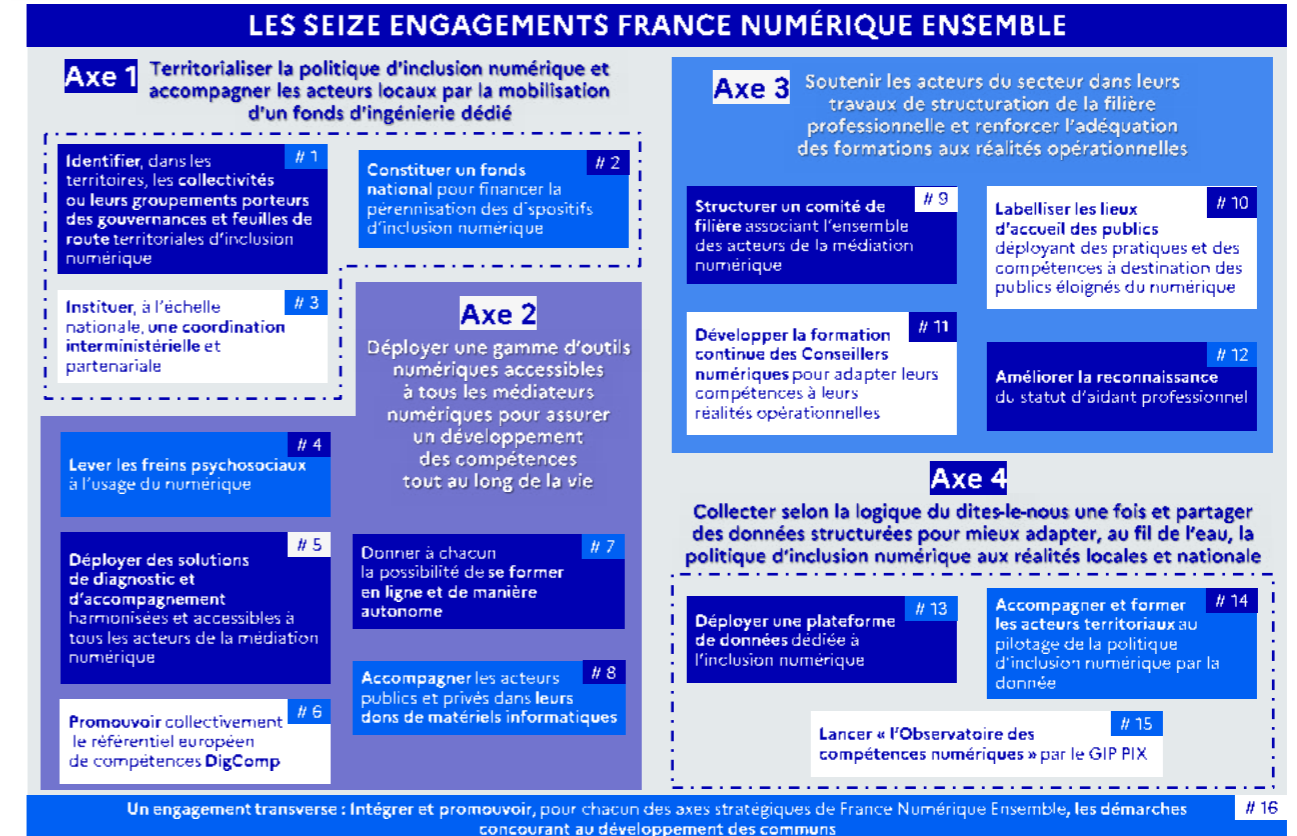 LES SEIZE ENGAGEMENTS FRANCE NUMÉRIQUE ENSEMBLE
Axe 1
Territorialiser la politique d'inclusion numérique et
accompagner les acteurs locaux par la mobilisation
d'un fonds d'ingénierie dédié
# 1
Identifier, dans les
territoires, les collectivités
ou leurs groupements porteurs
des gouvernances et feuilles de
route territoriales d'inclusion
numérique
# 2
Constituer un fonds
national pour financer la
pérennisation des dispositifs
d'inclusion numérique
# 3
Instituer, à l'échelle
nationale, une coordination
interministérielle et
partenariale
Axe 2
Déployer une gamme d'outils
numériques accessibles
à tous les médiateurs
numériques pour assurer
un développement
des compétences
tout au long de la vie
# 4
Lever les freins psychosociaux
à l'usage du numérique
# 5
Déployer des solutions
de diagnostic et
d'accompagnement
harmonisées et accessibles à
tous les acteurs de la médiation
numérique
# 6
Promouvoir collectivement
le référentiel européen
de compétences DigComp
# 7
Donner à chacun
la possibilité de se former
en ligne et de manière
autonome
# 8
Accompagner les acteurs
publics et privés dans leurs
dons de matériels informatiques
Axe 3
Soutenir les acteurs du secteur dans leurs
travaux de structuration de la filière
professionnelle et renforcer l'adéquation
des formations aux réalités opérationnelles
# 9
Structurer un comité de
filière associant l'ensemble
des acteurs de la médiation
numérique
# 10
Labelliser les lieux
d'accueil des publics
déployant des pratiques et des
compétences à destination des
publics éloignés du numérique
# 11
Développer la formation
continue des Conseillers
numériques pour adapter leurs
compétences à leurs
réalités opérationnelles
# 12
Améliorer la reconnaissance
du statut d'aidant professionnel
Axe 4
Collecter selon la logique du dites-le-nous une fois et partager
des données structurées pour mieux adapter, au fil de l'eau, la
politique d'inclusion numérique aux réalités locales et nationale
# 13
Déployer une plateforme
de données dédiée à
l'inclusion numérique
# 14
Accompagner et former
les acteurs territoriaux au
pilotage de la politique
d'inclusion numérique par la
donnée
# 15
Lancer « l'Observatoire des
compétences numériques » par le GIP PIX
Un engagement transverse : Intégrer et promouvoir, pour chacun des axes stratégiques de France Numérique Ensemble, les démarches
concourant au développement des communs
# 16